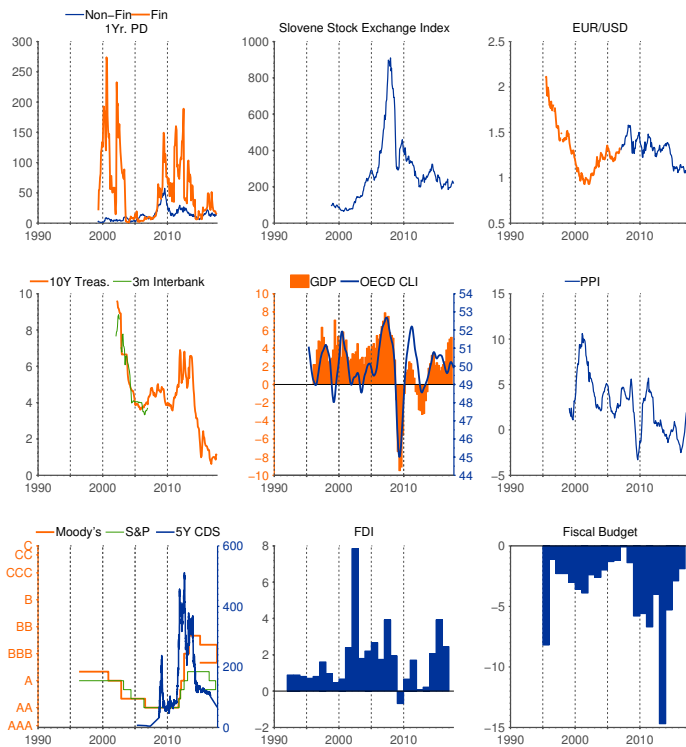 Non−Fin Fin
1Yr. PD
Slovene Stock Exchange Index
EUR/USD
300
250
200
150
100
50
0
1990 2000 2010
1000
800
600
400
200
0
1990 2000 2010
2.5
2
1.5
1
0.5
1990 2000 2010
10Y Treas. 3m Interbank
GDP OECD CLI
PPI
10
8
6
4
2
0
1990 2000 2010
10
8
6
4
2
0
−2
−4
−6
−8
−10
54
53
52
51
50
49
48
47
46
45
44
1990 2000 2010
15
10
5
0
−5
1990 2000 2010
Moody's S&P 5Y CDS
FDI
Fiscal Budget
C
CC
CCC
B
BB
BBB
A
AA
AAA
600
400
200
0
1990 2000 2010
8
6
4
2
0
−2
1990 2000 2010
0
−5
−10
−15
1990 2000 2010